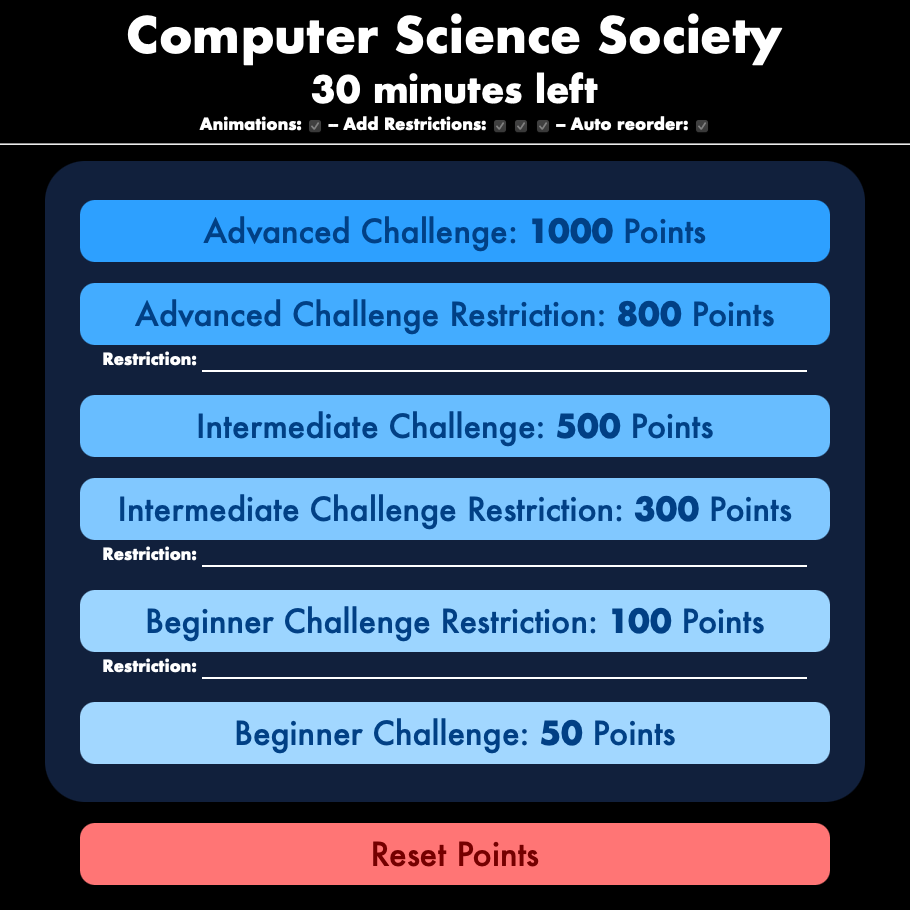 Computer Science Society
30 minutes left
Animations: – Add Restrictions: – Auto reorder:
Advanced Challenge: 1000 Points
Advanced Challenge Restriction: 800 Points
Restriction:
Intermediate Challenge: 500 Points
Intermediate Challenge Restriction: 300 Points
Restriction:
Beginner Challenge Restriction: 100 Points
Restriction:
Beginner Challenge: 50 Points
Reset Points